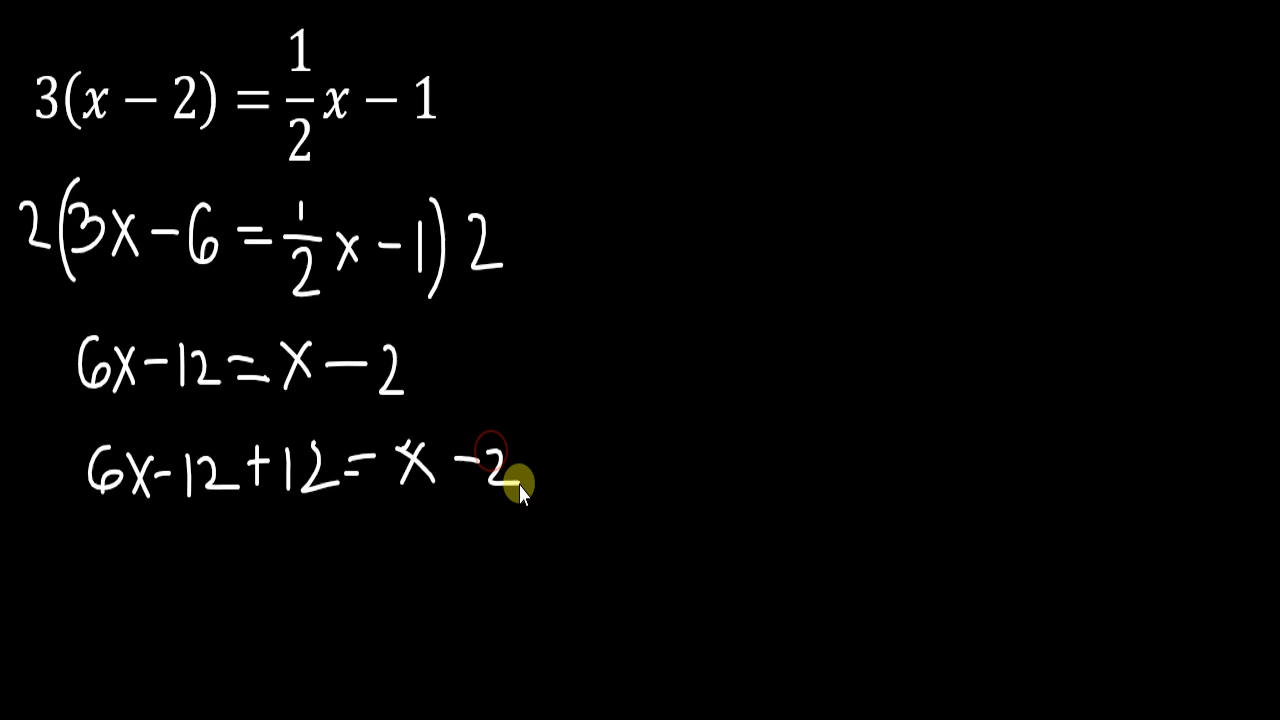 3(x − 2) = 1/2 x − 1
2(3x − 6 = 1/2 x − 1) 2
6x − 12 = x − 2
6x − 12 + 12 = x − 2